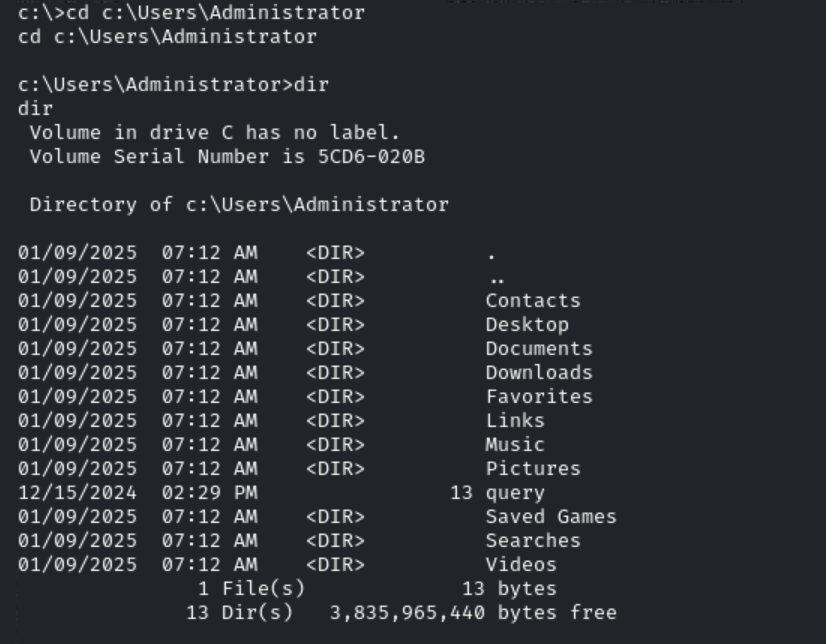 c:\>cd c:\Users\Administrator
cd c:\Users\Administrator
c:\Users\Administrator>dir
dir
 Volume in drive C has no label.
 Volume Serial Number is 5CD6-020B
 Directory of c:\Users\Administrator
01/09/2025  07:12 AM    <DIR>          .
01/09/2025  07:12 AM    <DIR>          ..
01/09/2025  07:12 AM    <DIR>          Contacts
01/09/2025  07:12 AM    <DIR>          Desktop
01/09/2025  07:12 AM    <DIR>          Documents
01/09/2025  07:12 AM    <DIR>          Downloads
01/09/2025  07:12 AM    <DIR>          Favorites
01/09/2025  07:12 AM    <DIR>          Links
01/09/2025  07:12 AM    <DIR>          Music
01/09/2025  07:12 AM    <DIR>          Pictures
12/15/2024  02:29 PM                13 query
01/09/2025  07:12 AM    <DIR>          Saved Games
01/09/2025  07:12 AM    <DIR>          Searches
01/09/2025  07:12 AM    <DIR>          Videos
               1 File(s)             13 bytes
              13 Dir(s)   3,835,965,440 bytes free